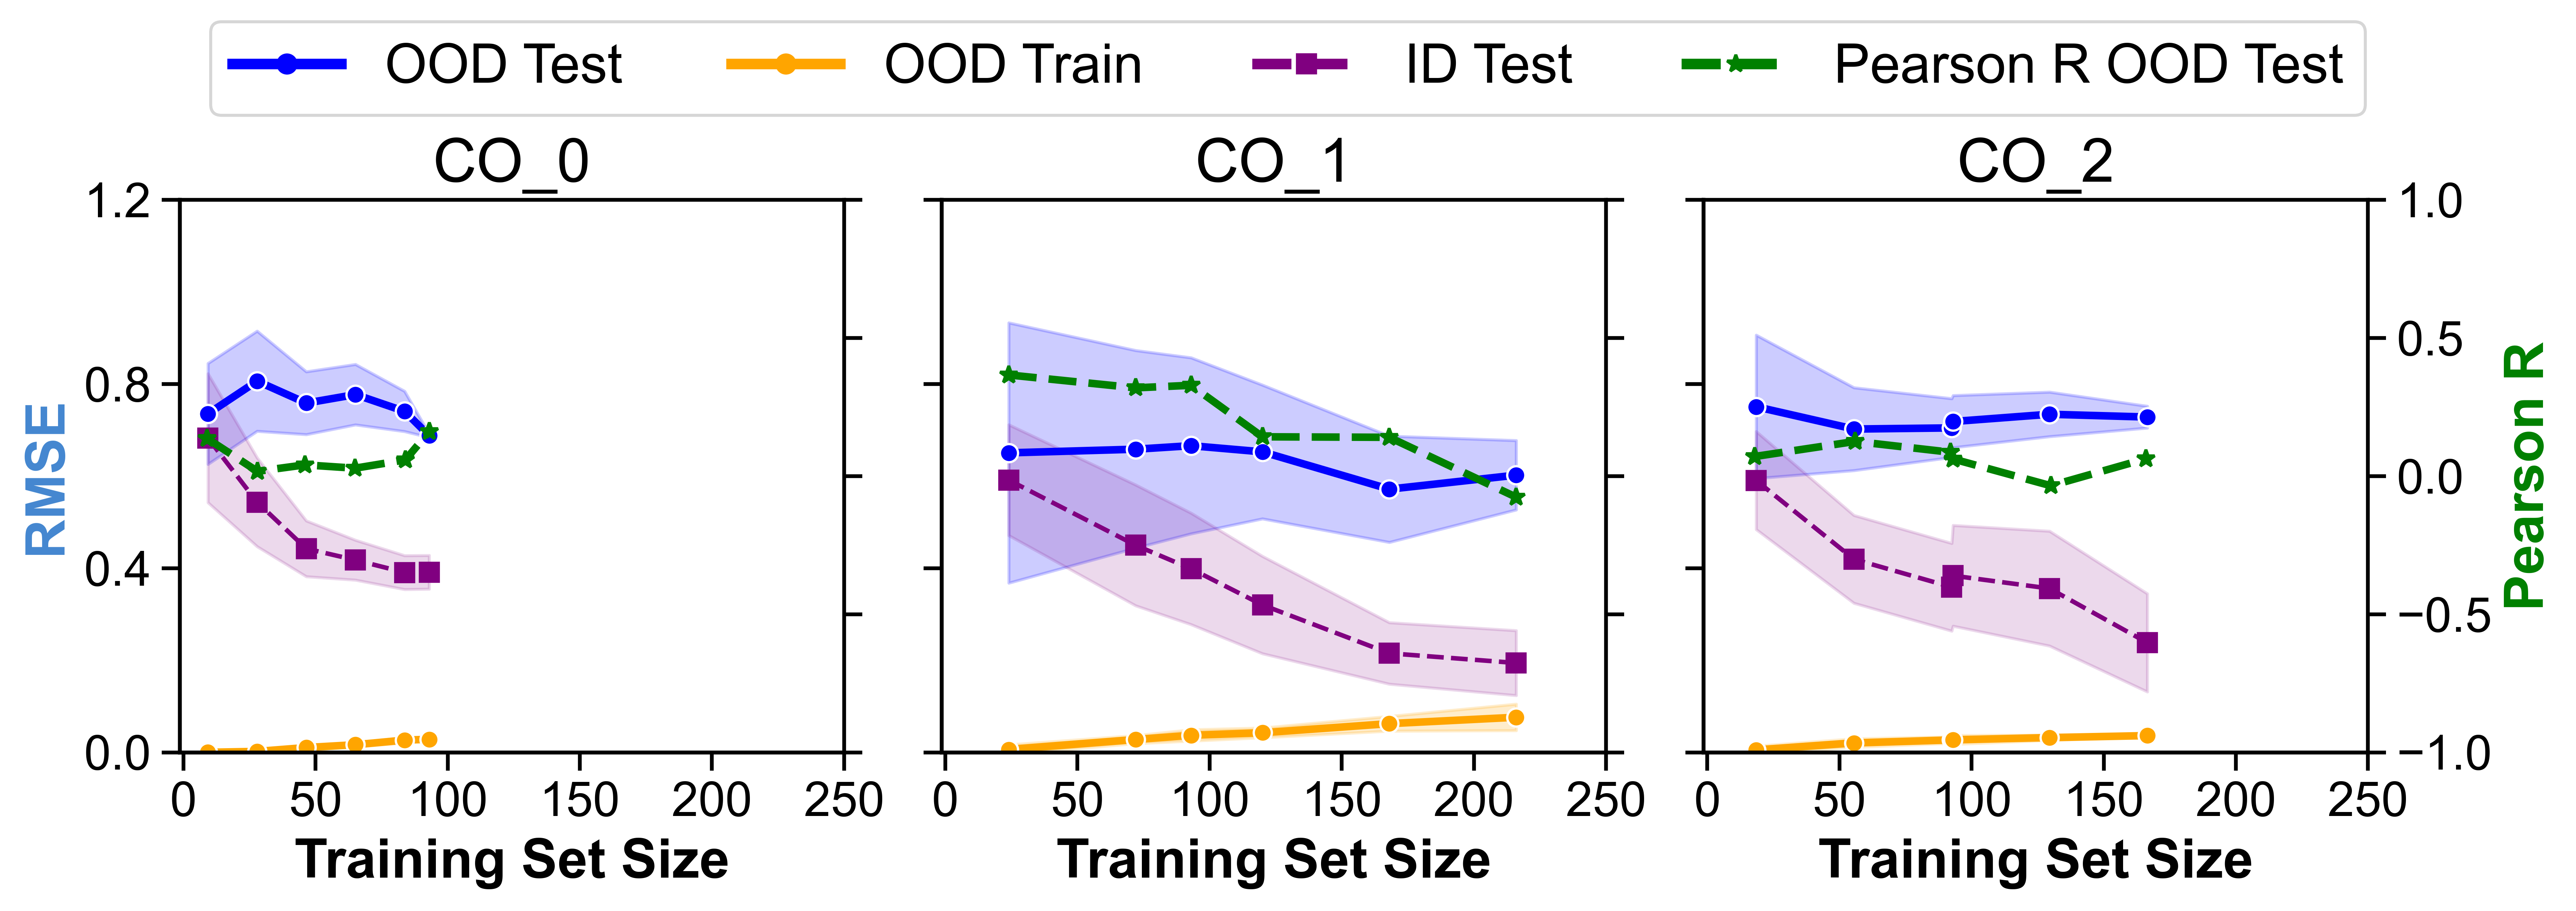 OOD Test OOD Train ID Test Pearson R OOD Test
CO_0 CO_1 CO_2
1.2
0.8
0.4
0.0
RMSE
1.0
0.5
0.0
−0.5
−1.0
Pearson R
0 50 100 150 200 250
0 50 100 150 200 250
0 50 100 150 200 250
Training Set Size Training Set Size Training Set Size